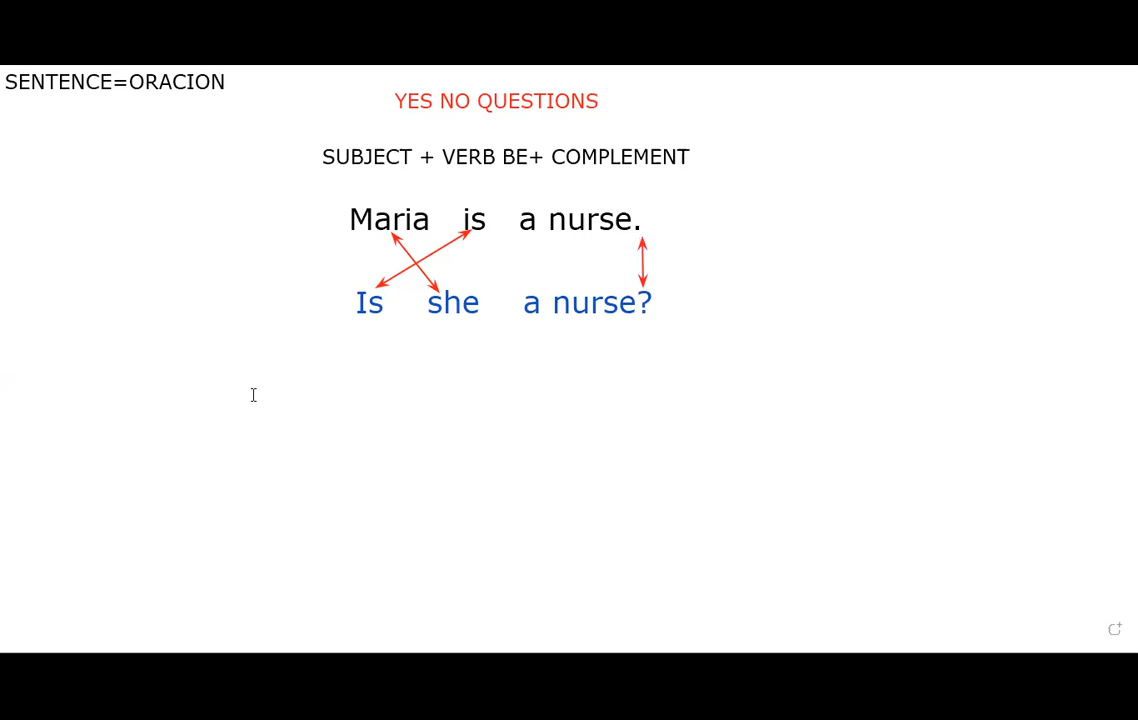 SENTENCE=ORACION
YES NO QUESTIONS
SUBJECT + VERB BE+ COMPLEMENT
Maria is a nurse.
Is she a nurse?